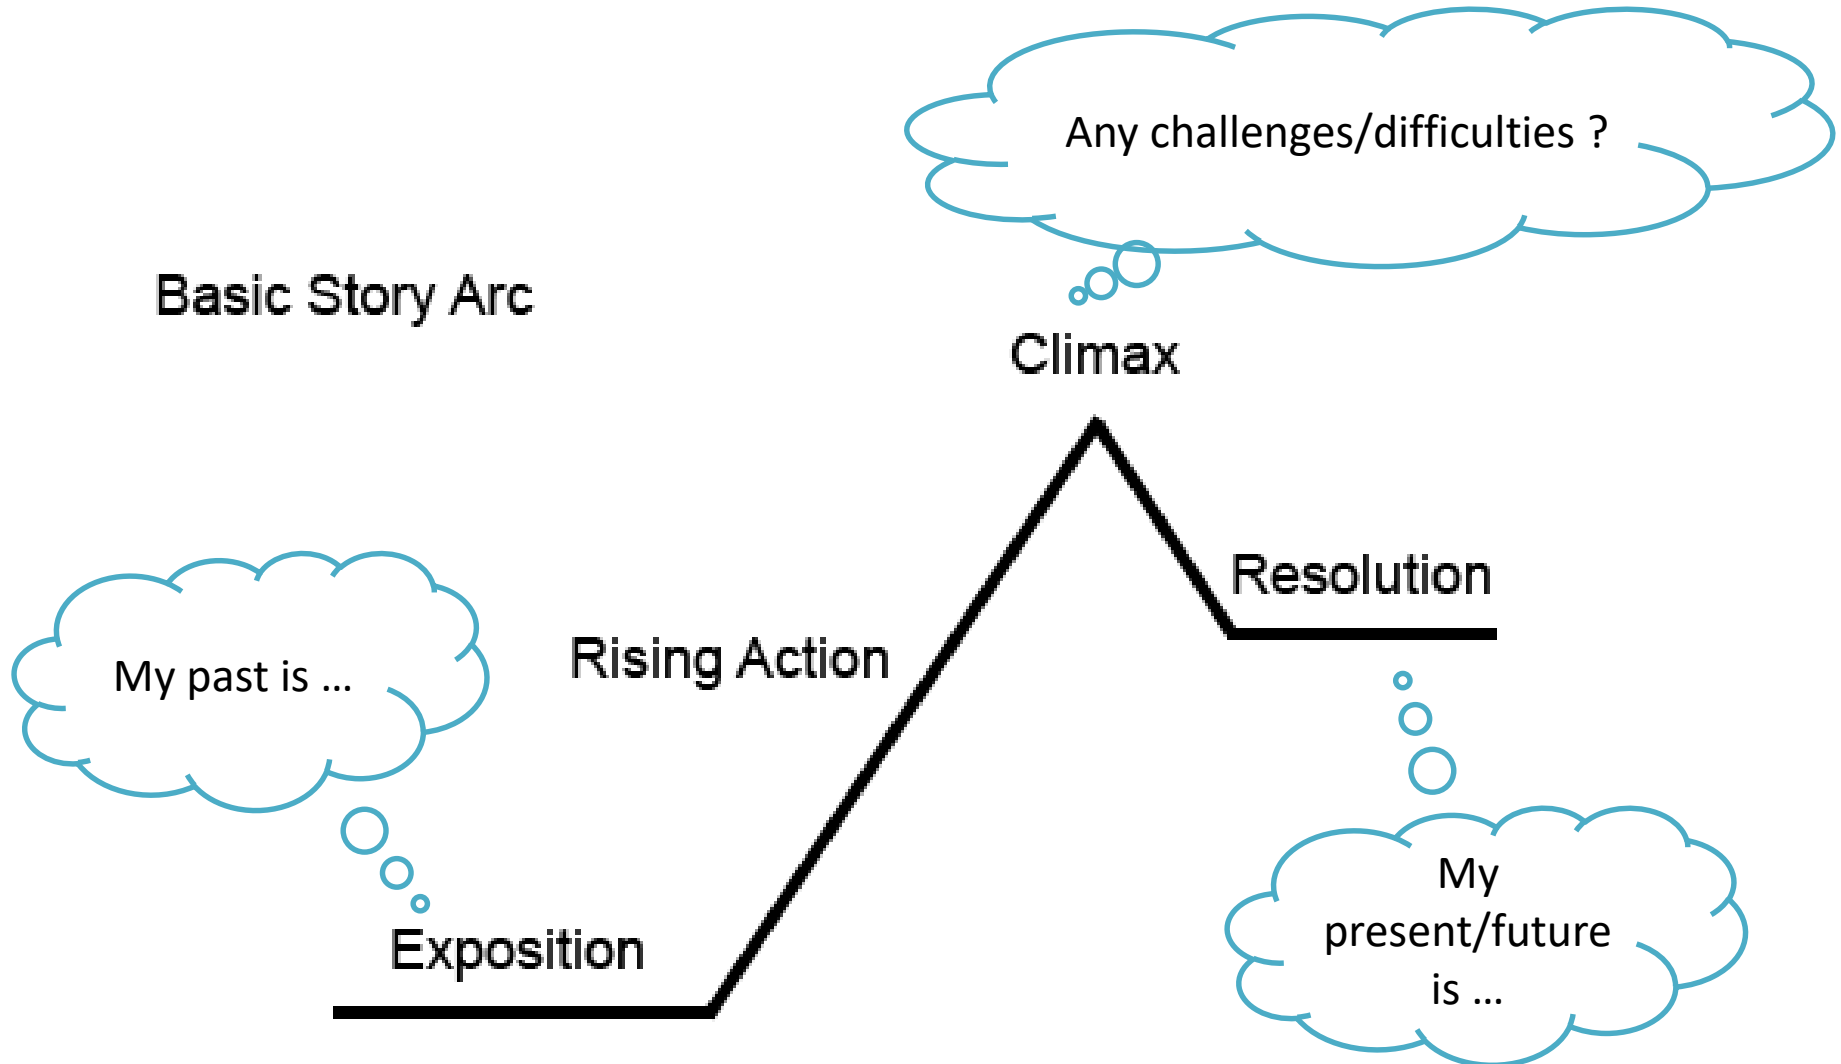 Any challenges/difficulties ?
Basic Story Arc
Climax
Resolution
Rising Action
My past is ...
Exposition
My
present/future
is ...